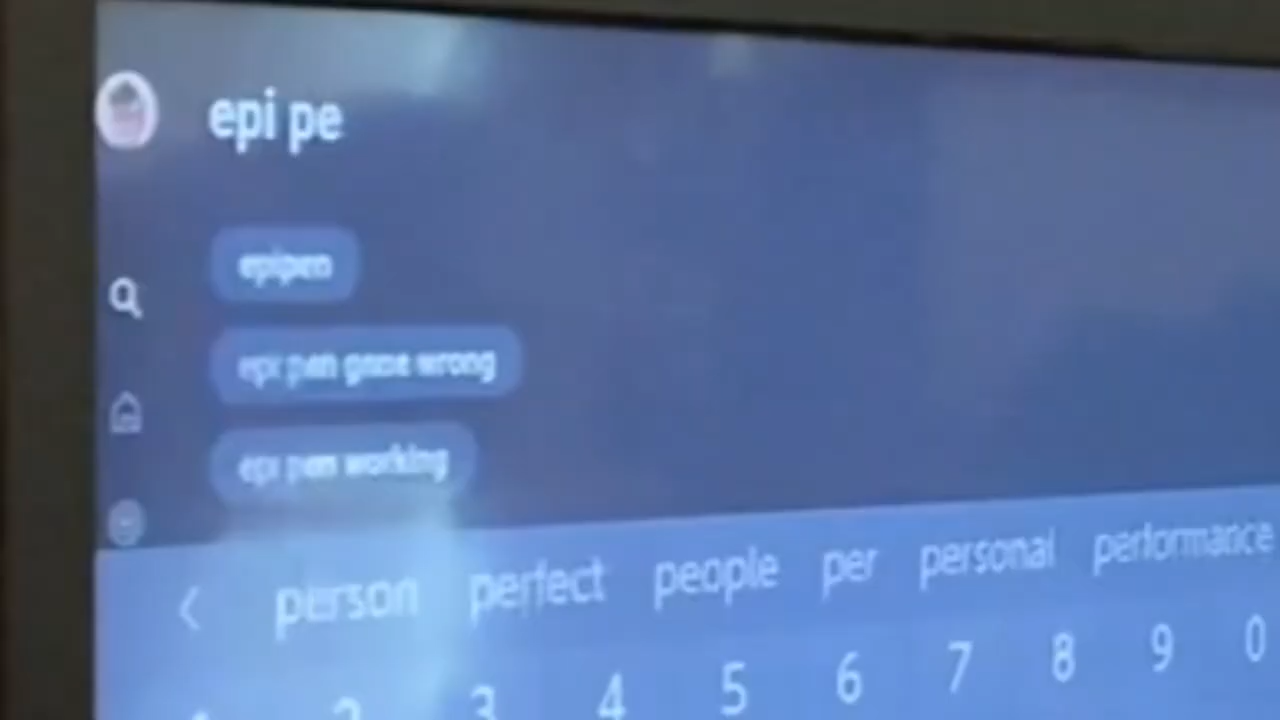 epi pe
epipen
epi pen gone wrong
epi pen working
person perfect people per personal performance
2 3 4 5 6 7 8 9 0